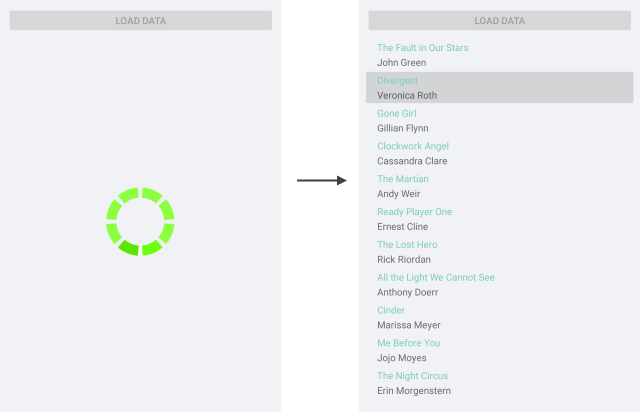 LOAD DATA
LOAD DATA
The Fault in Our Stars
John Green
Divergent
Veronica Roth
Gone Girl
Gillian Flynn
Clockwork Angel
Cassandra Clare
The Martian
Andy Weir
Ready Player One
Ernest Cline
The Lost Hero
Rick Riordan
All the Light We Cannot See
Anthony Doerr
Cinder
Marissa Meyer
Me Before You
Jojo Moyes
The Night Circus
Erin Morgenstern